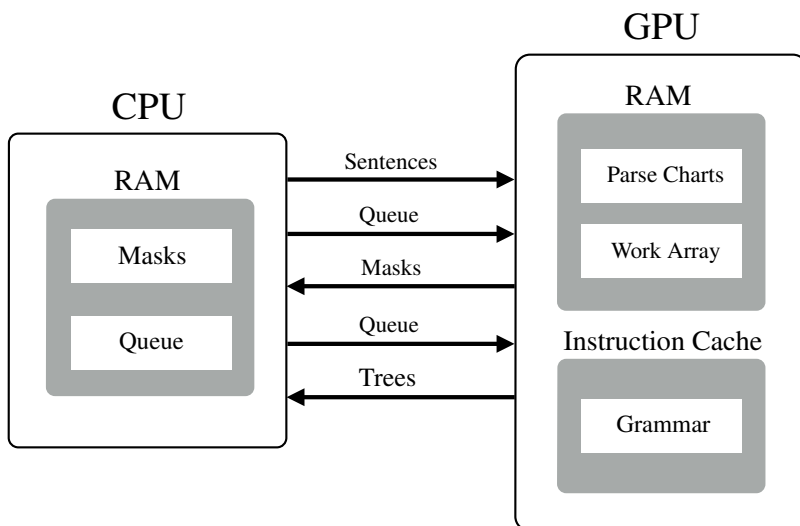 GPU
CPU
RAM
Masks
Queue
Sentences
Queue
Masks
Queue
Trees
RAM
Parse Charts
Work Array
Instruction Cache
Grammar